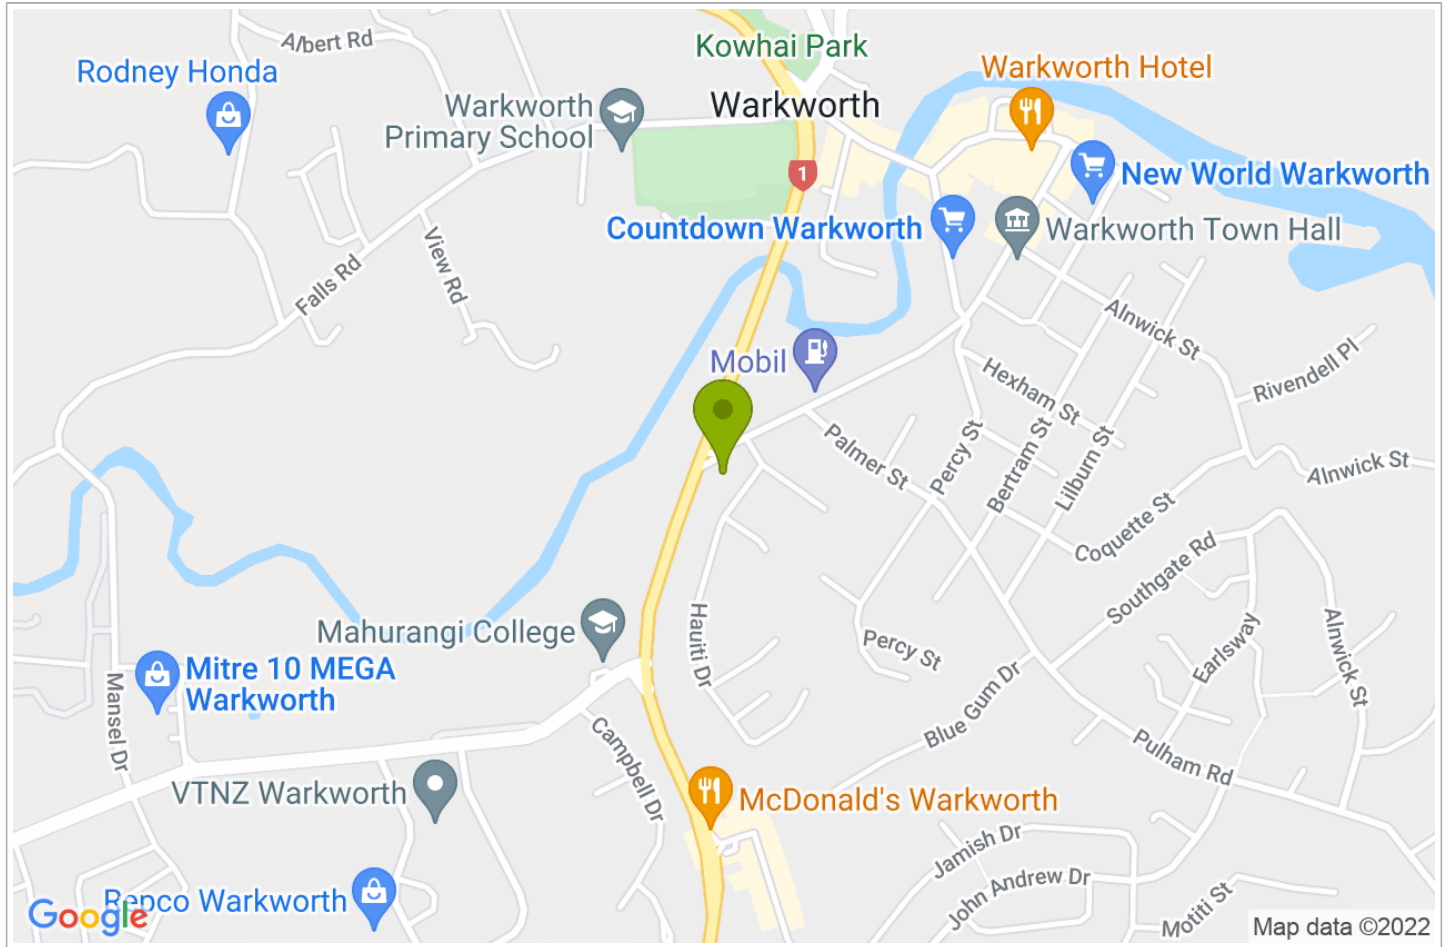 Albert Rd
Kowhai Park
Rodney Honda
Warkworth Hotel
Warkworth
Primary School
Warkworth
1
New World Warkworth
Countdown Warkworth
Warkworth Town Hall
View Rd
Falls Rd
Alnwick St
Mobil
Rivendell Pl
Hexham St
Palmer St
Percy St
Bertram St
Lilburn St
Alnwick St
Coquette St
Southgate Rd
Mahurangi College
Hauiti Dr
Percy St
Earlsway
Alnwick St
Mitre 10 MEGA
Warkworth
Mansel Dr
Blue Gum Dr
Campbell Dr
Pulham Rd
VTNZ Warkworth
McDonald's Warkworth
Jamish Dr
John Andrew Dr
Motiti St
Repco Warkworth
Google
Map data ©2022